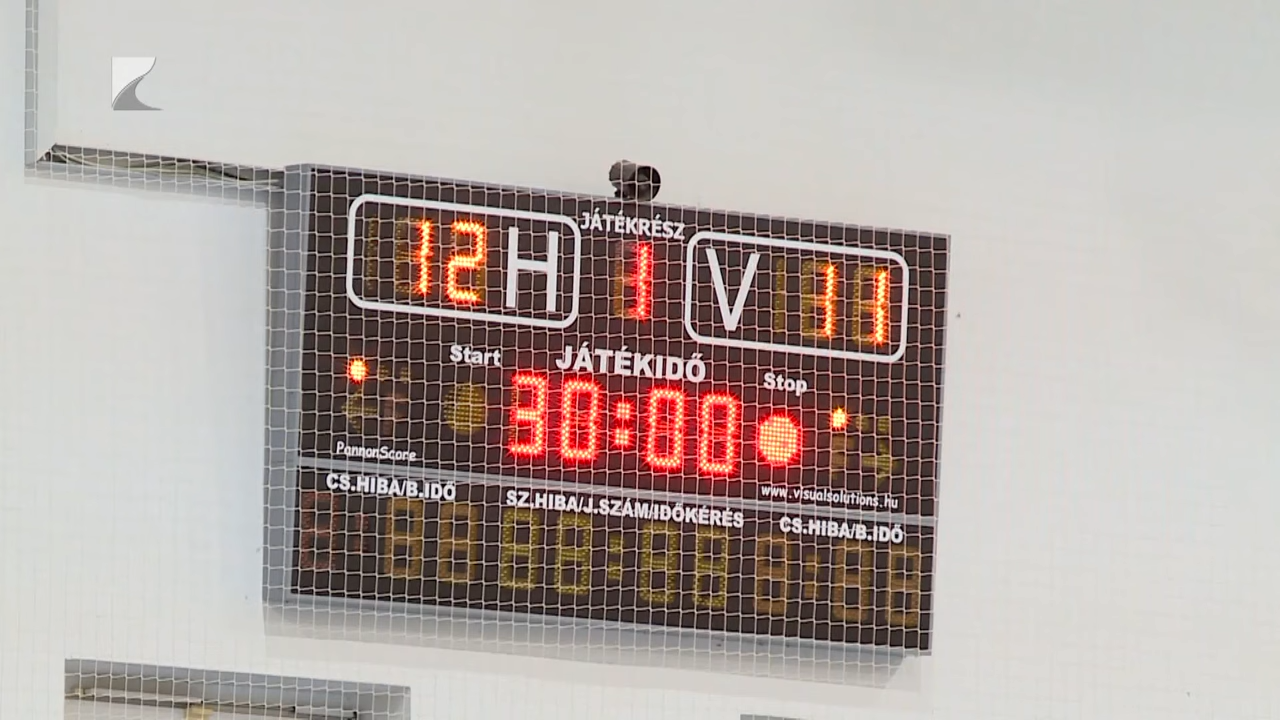 JÁTÉKRÉSZ
12 H 1 V 11
Start JÁTÉKIDŐ Stop
30:00
PannonScore www.visualsolutions.hu
CS.HIBA/B.IDŐ SZ.HIBA/J.SZÁM/IDŐKÉRÉS CS.HIBA/B.IDŐ